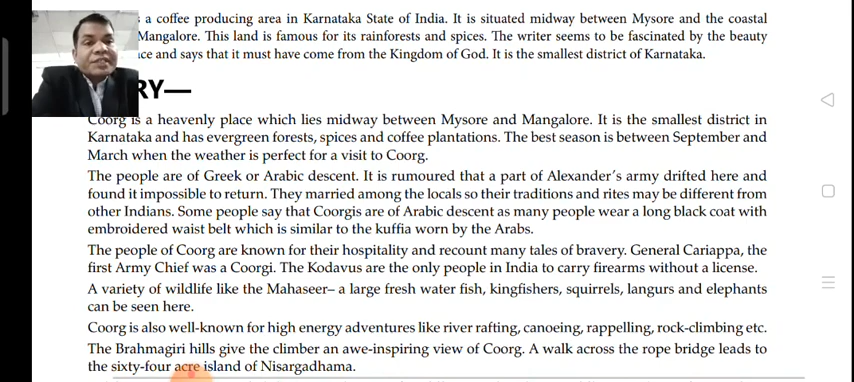 a coffee producing area in Karnataka State of India. It is situated midway between Mysore and the coastal
Mangalore. This land is famous for its rainforests and spices. The writer seems to be fascinated by the beauty
and says that it must have come from the Kingdom of God. It is the smallest district of Karnataka.
RY—
Coorg is a heavenly place which lies midway between Mysore and Mangalore. It is the smallest district in
Karnataka and has evergreen forests, spices and coffee plantations. The best season is between September and
March when the weather is perfect for a visit to Coorg.
The people are of Greek or Arabic descent. It is rumoured that a part of Alexander's army drifted here and
found it impossible to return. They married among the locals so their traditions and rites may be different from
other Indians. Some people say that Coorgis are of Arabic descent as many people wear a long black coat with
embroidered waist belt which is similar to the kuffia worn by the Arabs.
The people of Coorg are known for their hospitality and recount many tales of bravery. General Cariappa, the
first Army Chief was a Coorgi. The Kodavus are the only people in India to carry firearms without a license.
A variety of wildlife like the Mahaseer– a large fresh water fish, kingfishers, squirrels, langurs and elephants
can be seen here.
Coorg is also well-known for high energy adventures like river rafting, canoeing, rappelling, rock-climbing etc.
The Brahmagiri hills give the climber an awe-inspiring view of Coorg. A walk across the rope bridge leads to
the sixty-four acre island of Nisargadhama.